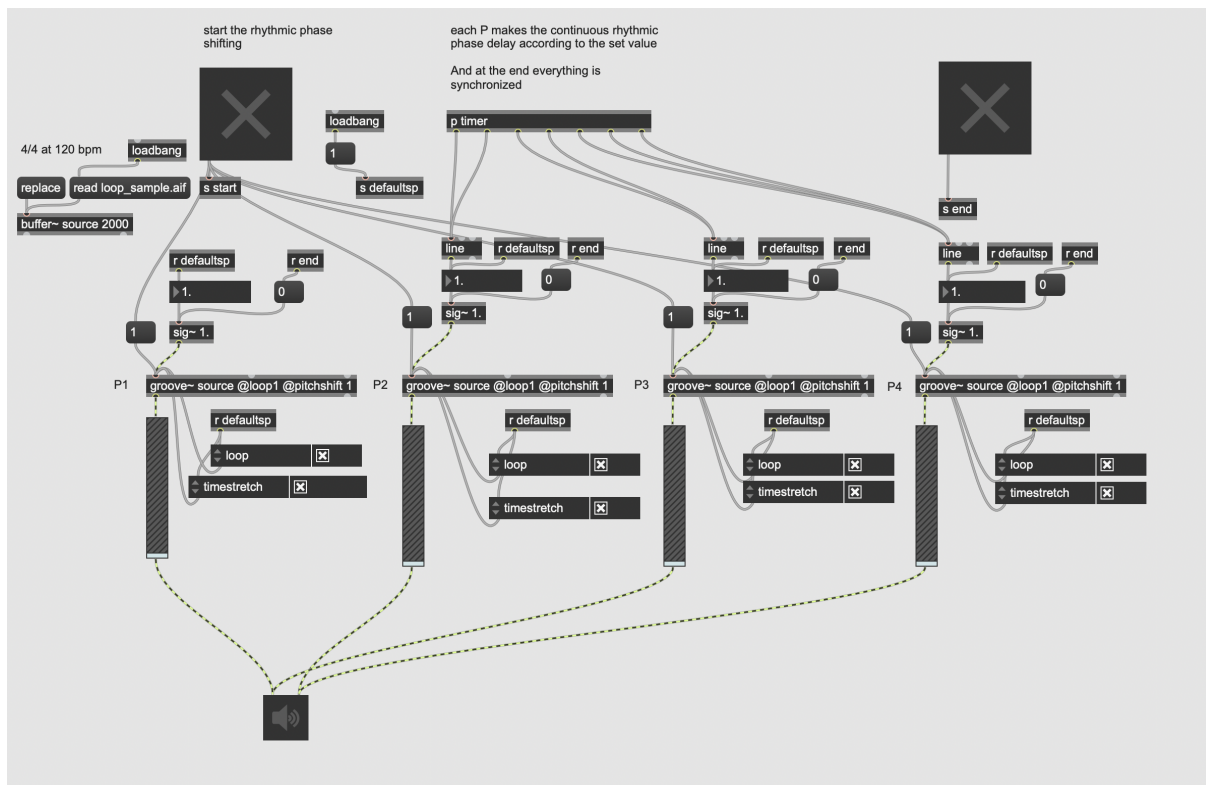 start the rhythmic phase
shifting
each P makes the continuous rhythmic
phase delay according to the set value
And at the end everything is
synchronized
loadbang
p timer
4/4 at 120 bpm
loadbang
1
replace
read loop_sample.aif
s start
s defaultsp
s end
buffer~ source 2000
r defaultsp
r end
line
r defaultsp
r end
line
r defaultsp
r end
line
r defaultsp
r end
1.
0
1.
0
1.
0
1.
0
1
sig~ 1.
1
sig~ 1.
1
sig~ 1.
1
sig~ 1.
P1
groove~ source @loop1 @pitchshift 1
P2
groove~ source @loop1 @pitchshift 1
P3
groove~ source @loop1 @pitchshift 1
P4
groove~ source @loop1 @pitchshift 1
r defaultsp
r defaultsp
r defaultsp
r defaultsp
loop
loop
loop
loop
timestretch
timestretch
timestretch
timestretch